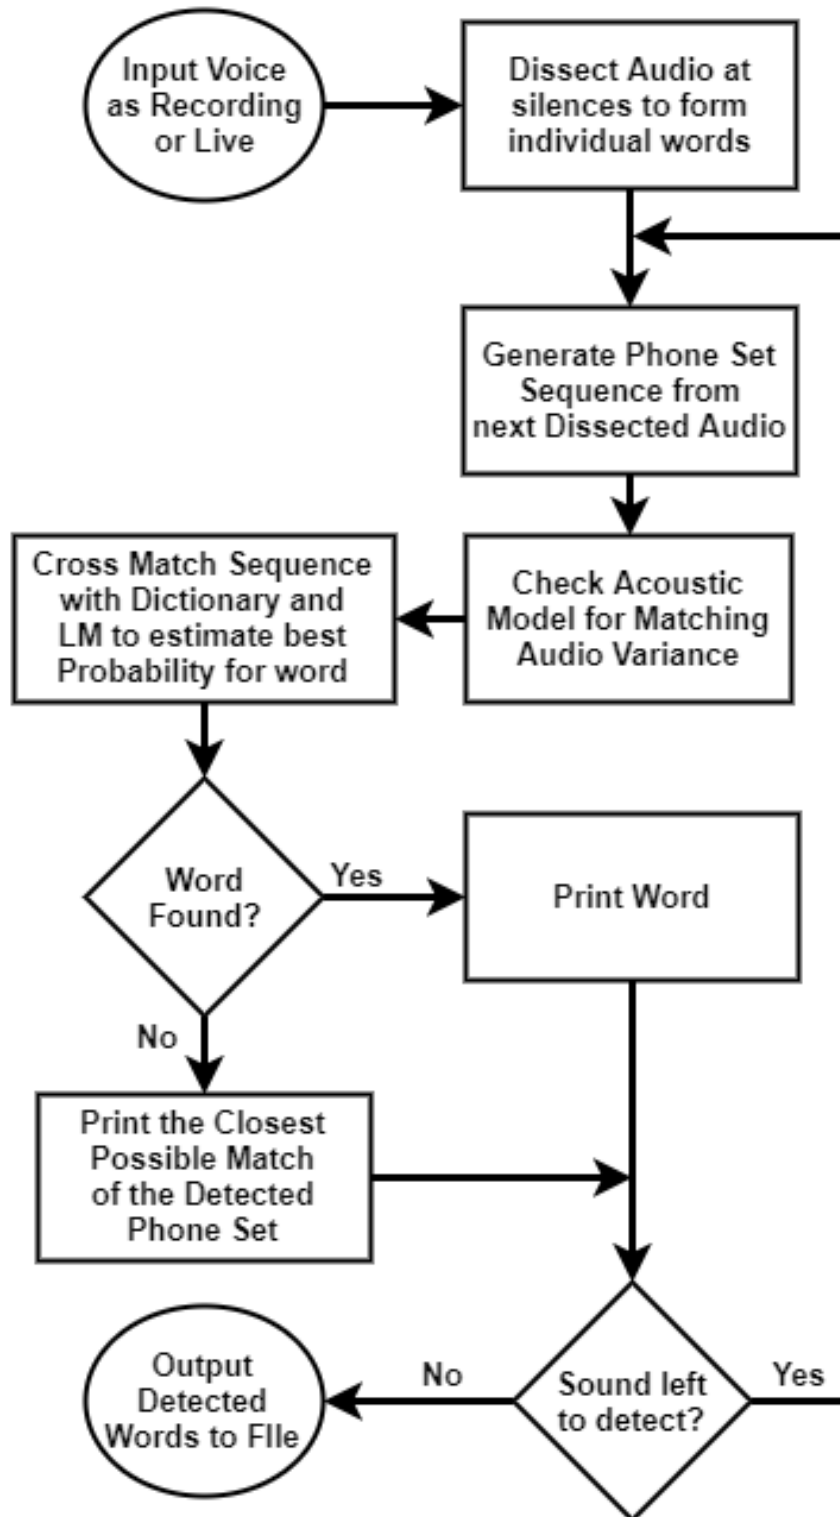 Input Voice
as Recording
or Live
Dissect Audio at
silences to form
individual words
Generate Phone Set
Sequence from
next Dissected Audio
Check Acoustic
Model for Matching
Audio Variance
Cross Match Sequence
with Dictionary and
LM to estimate best
Probability for word
Word
Found?
Yes
Print Word
No
Print the Closest
Possible Match
of the Detected
Phone Set
Sound left
to detect?
Yes
No
Output
Detected
Words to FIle